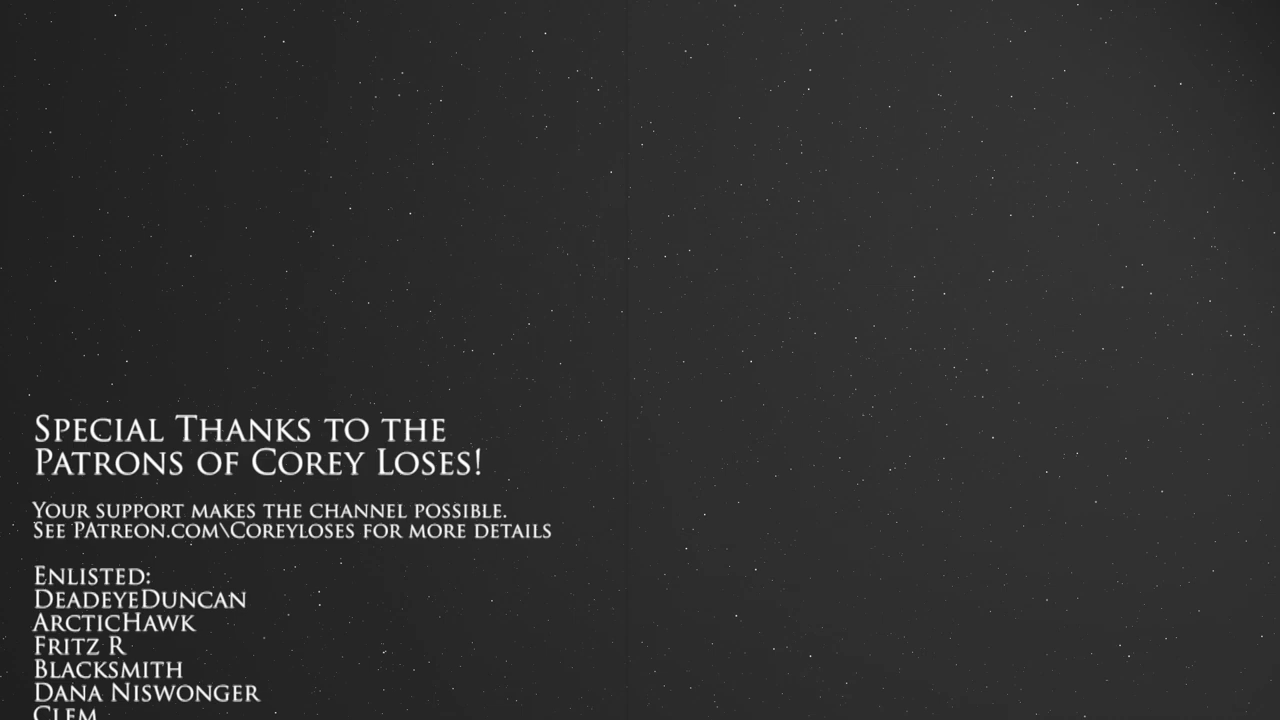 Special Thanks to the
Patrons of Corey Loses!
Your support makes the channel possible.
See PAtreon.com\Coreyloses for more details
Enlisted:
DeadeyeDuncan
ArcticHawk
Fritz R
Blacksmith
Dana Niswonger
Clem